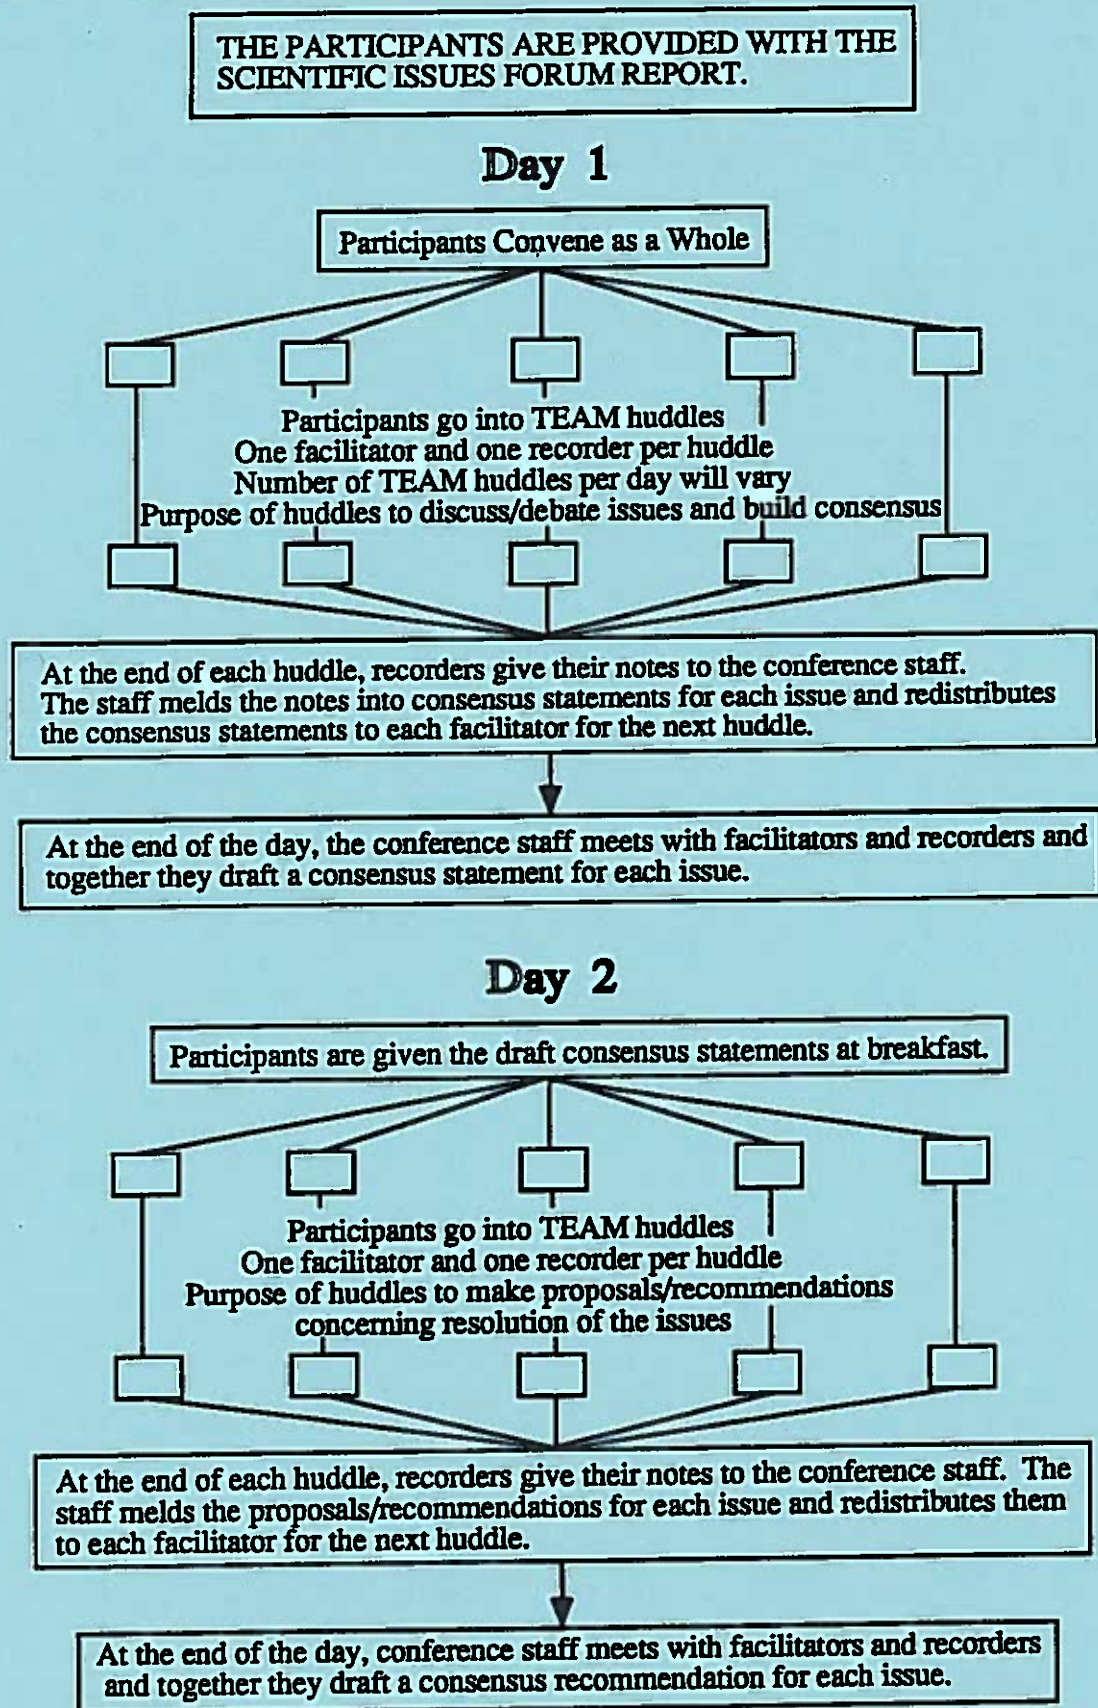 THE PARTICIPANTS ARE PROVIDED WITH THE
SCIENTIFIC ISSUES FORUM REPORT.
Day 1
Participants Convene as a Whole
Participants go into TEAM huddles
One facilitator and one recorder per huddle
Number of TEAM huddles per day will vary
Purpose of huddles to discuss/debate issues and build consensus
At the end of each huddle, recorders give their notes to the conference staff.
The staff melds the notes into consensus statements for each issue and redistributes
the consensus statements to each facilitator for the next huddle.
At the end of the day, the conference staff meets with facilitators and recorders and
together they draft a consensus statement for each issue.
Day 2
Participants are given the draft consensus statements at breakfast.
Participants go into TEAM huddles
One facilitator and one recorder per huddle
Purpose of huddles to make proposals/recommendations
concerning resolution of the issues
At the end of each huddle, recorders give their notes to the conference staff. The
staff melds the proposals/recommendations for each issue and redistributes them
to each facilitator for the next huddle.
At the end of the day, conference staff meets with facilitators and recorders
and together they draft a consensus recommendation for each issue.